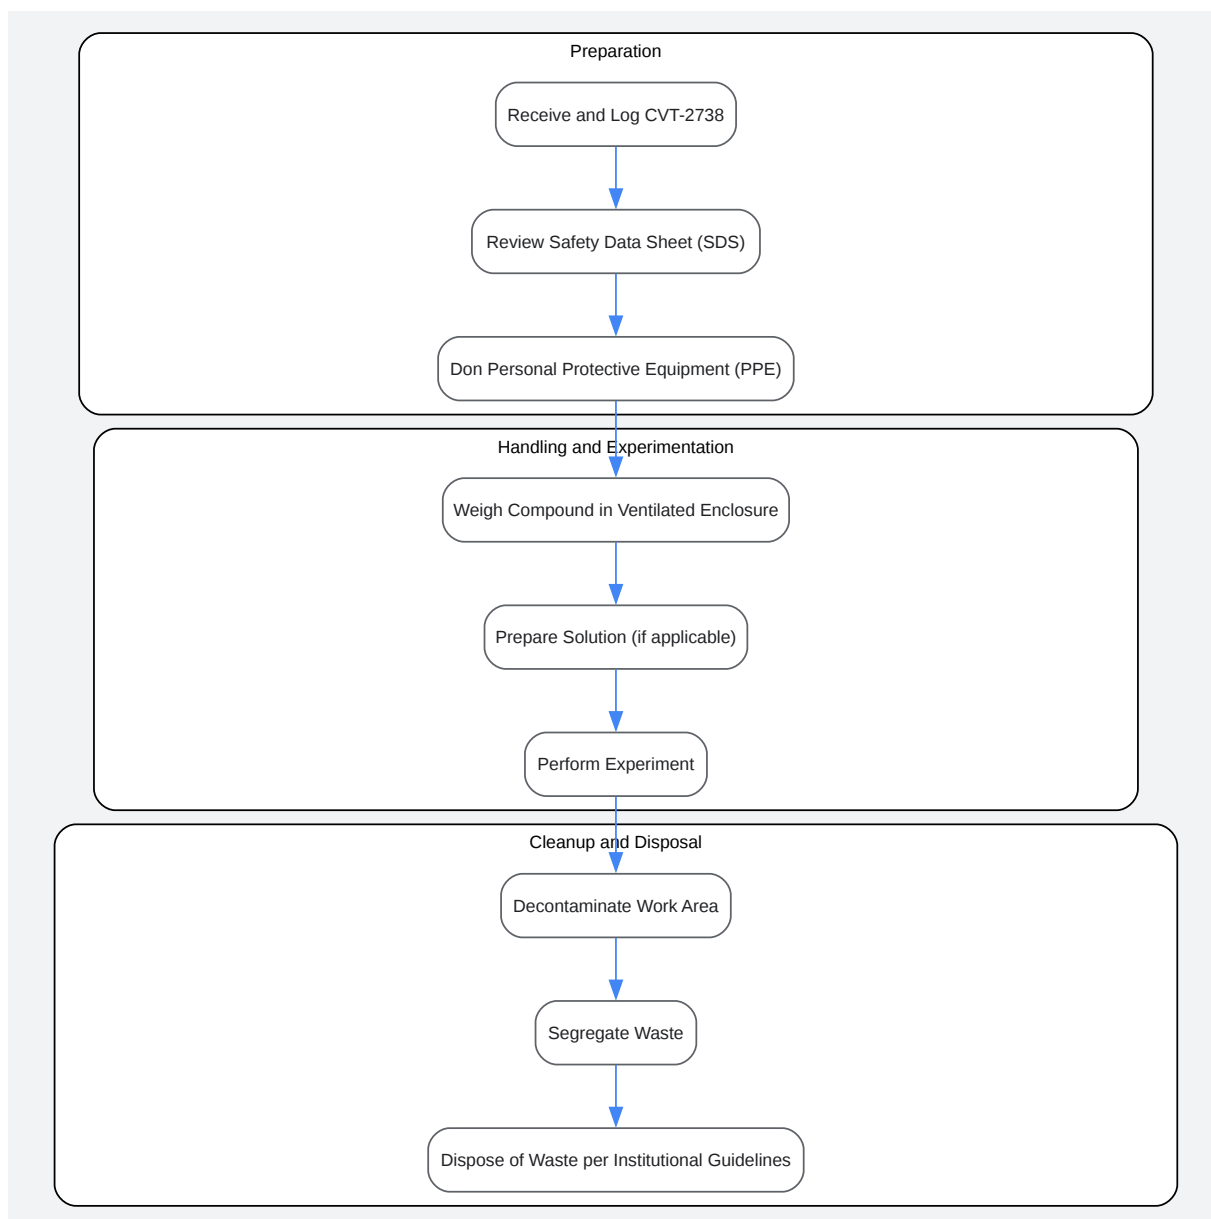 Preparation
Receive and Log CVT-2738
Review Safety Data Sheet (SDS)
Don Personal Protective Equipment (PPE)
Handling and Experimentation
Weigh Compound in Ventilated Enclosure
Prepare Solution (if applicable)
Perform Experiment
Cleanup and Disposal
Decontaminate Work Area
Segregate Waste
Dispose of Waste per Institutional Guidelines